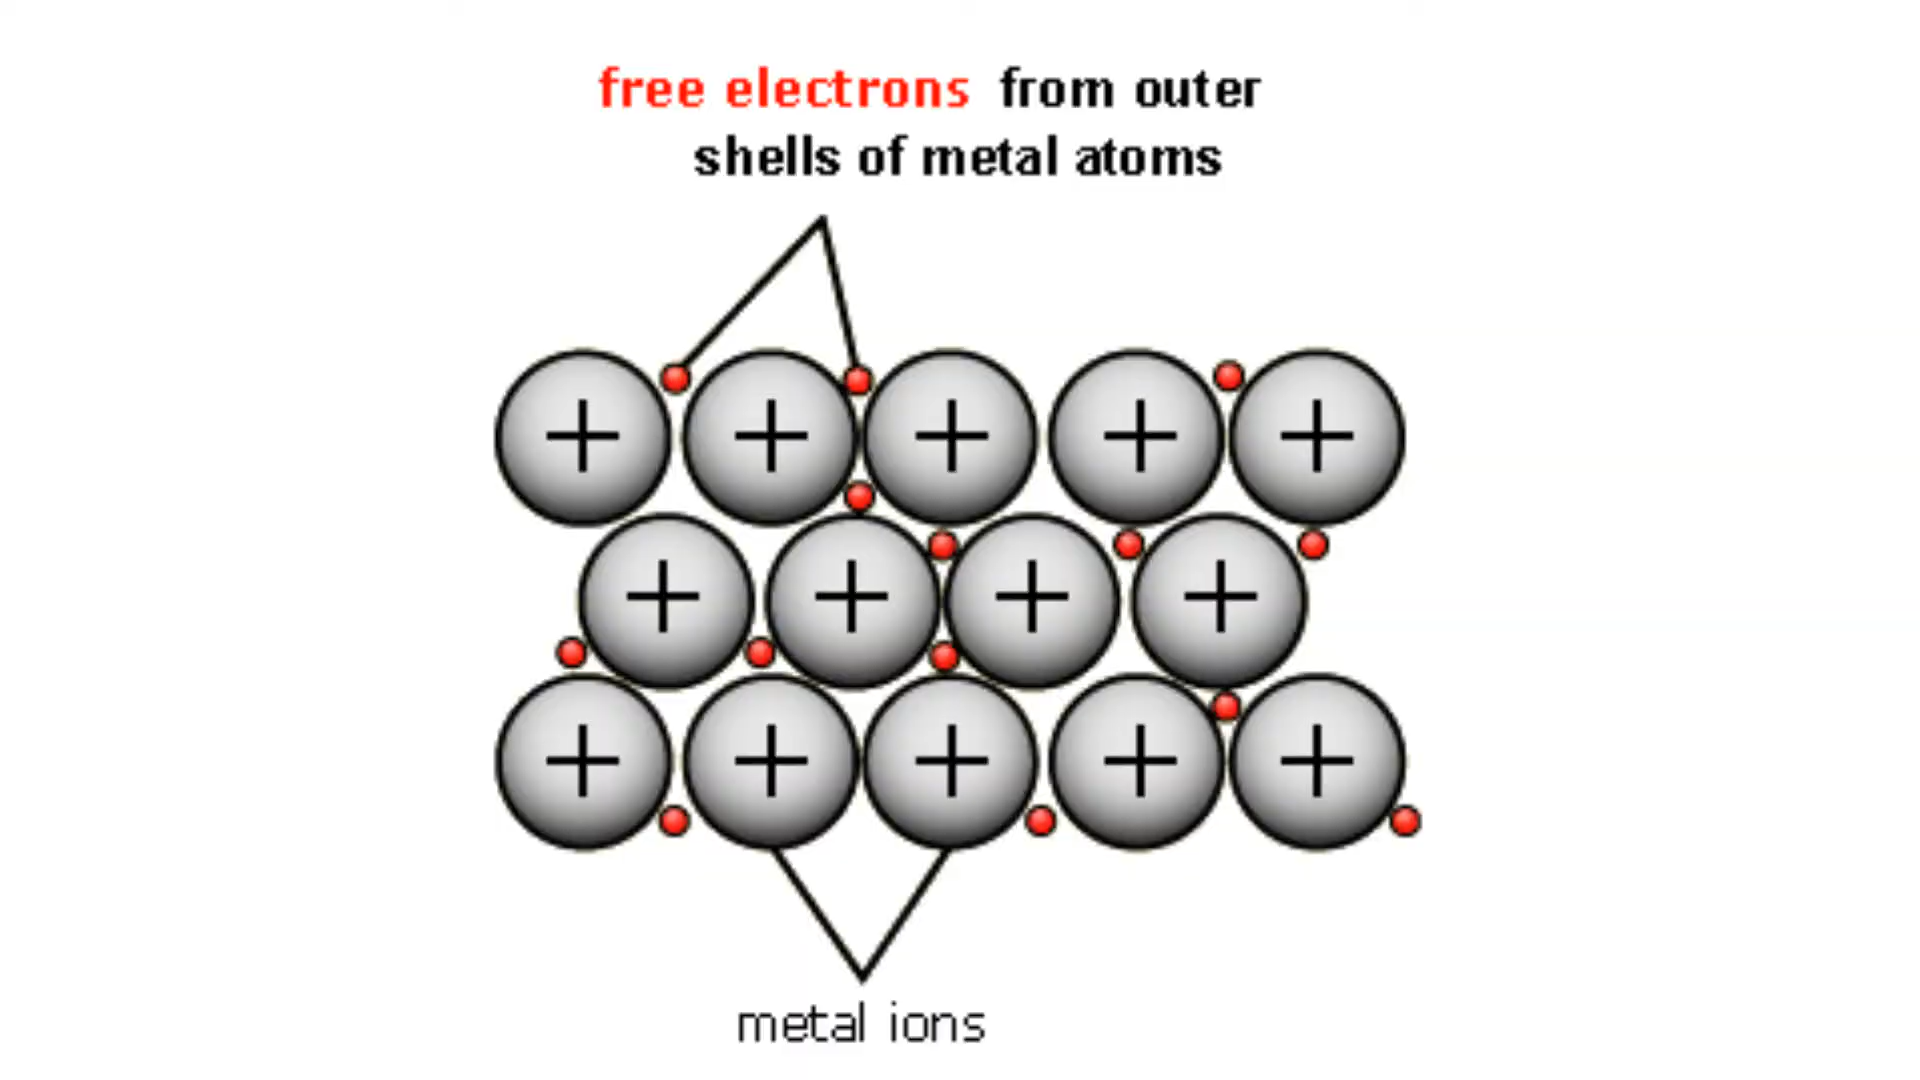 free electrons from outer
shells of metal atoms
+ + + + +
+ + + +
+ + + + +
metal ions